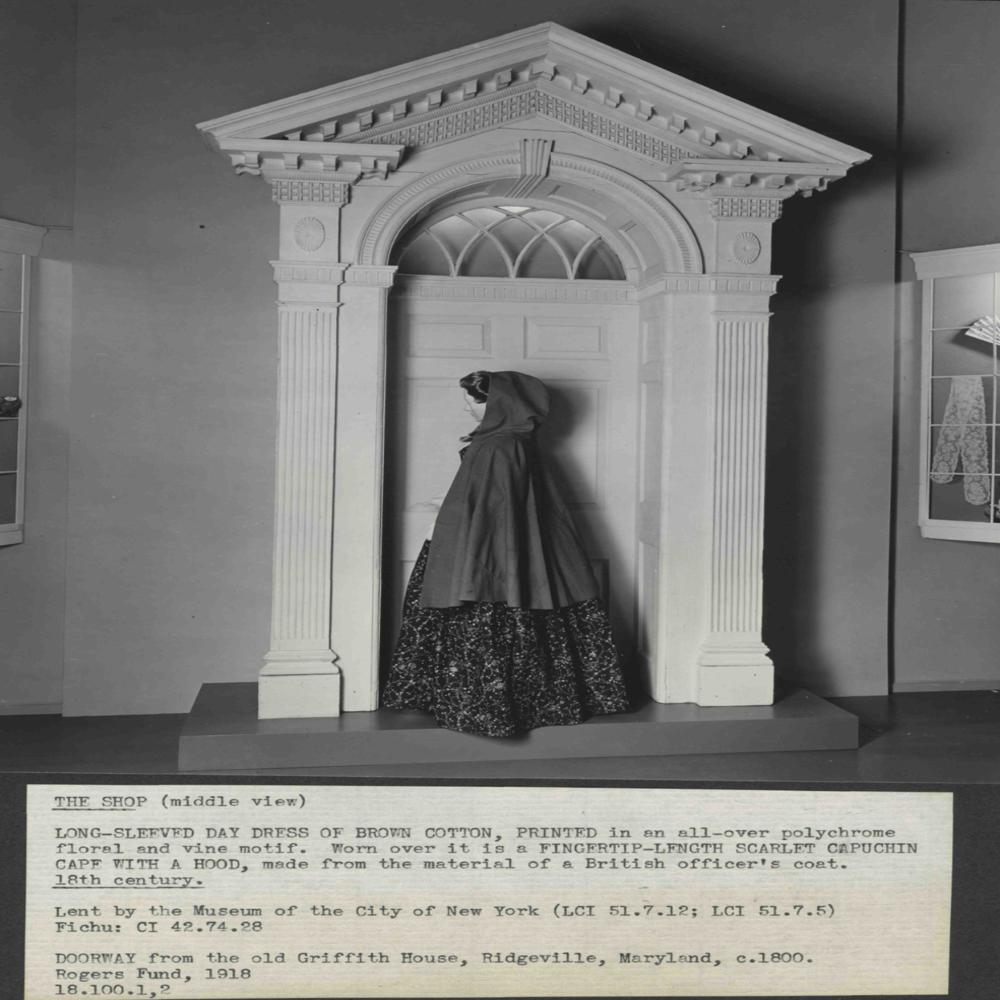 THE SHOP (middle view)
LONG-SLEEVED DAY DRESS OF BROWN COTTON, PRINTED in an all-over polychrome
floral and vine motif. Worn over it is a FINGERTIP-LENGTH SCARLET CAPUCHIN
CAPE WITH A HOOD, made from the material of a British officer's coat.
18th century.
Lent by the Museum of the City of New York (LCI 51.7.12; LCI 51.7.5)
Fichu: CI 42.74.28
DOORWAY from the old Griffith House, Ridgeville, Maryland, c.1800.
Rogers Fund, 1918
18.100.1,2